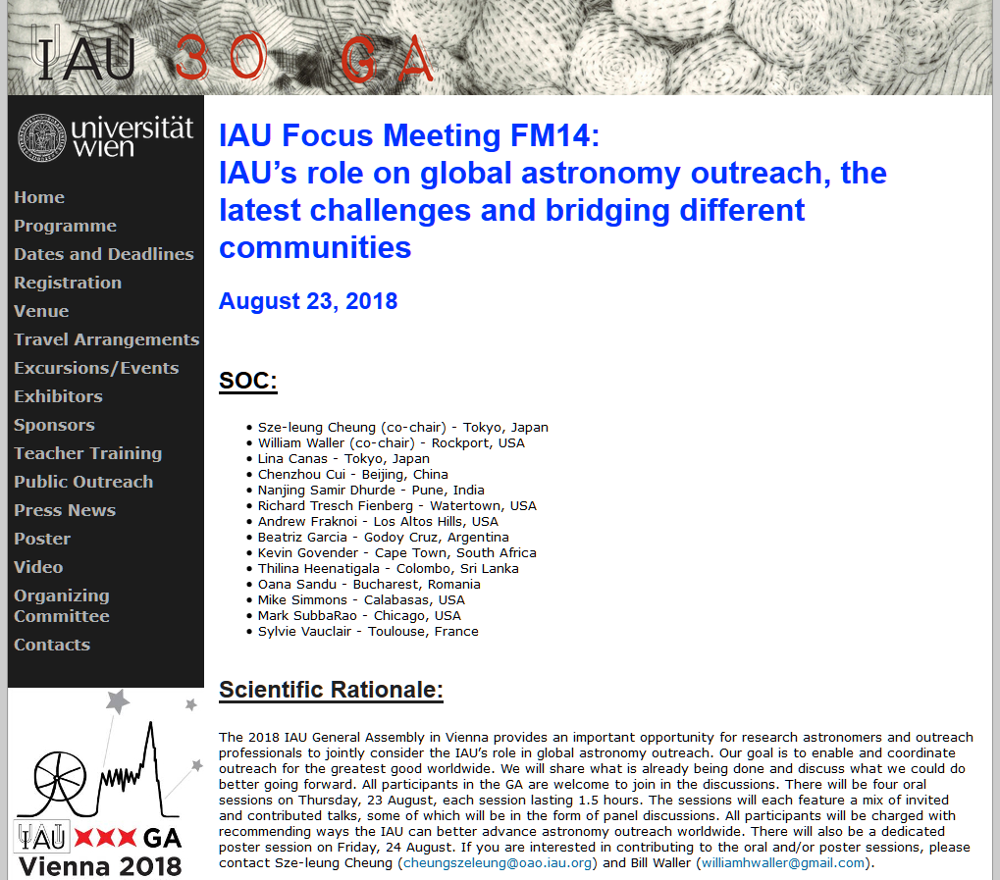 IAU 30 GA
universität
wien
Home
Programme
Dates and Deadlines
Registration
Venue
Travel Arrangements
Excursions/Events
Exhibitors
Sponsors
Teacher Training
Public Outreach
Press News
Poster
Video
Organizing
Committee
Contacts
IAU XXX GA
Vienna 2018
IAU Focus Meeting FM14:
IAU’s role on global astronomy outreach, the
latest challenges and bridging different
communities
August 23, 2018
SOC:
• Sze-leung Cheung (co-chair) - Tokyo, Japan
• William Waller (co-chair) - Rockport, USA
• Lina Canas - Tokyo, Japan
• Chenzhou Cui - Beijing, China
• Nanjing Samir Dhurde - Pune, India
• Richard Tresch Fienberg - Watertown, USA
• Andrew Fraknoi - Los Altos Hills, USA
• Beatriz Garcia - Godoy Cruz, Argentina
• Kevin Govender - Cape Town, South Africa
• Thilina Heenatigala - Colombo, Sri Lanka
• Oana Sandu - Bucharest, Romania
• Mike Simmons - Calabasas, USA
• Mark SubbaRao - Chicago, USA
• Sylvie Vauclair - Toulouse, France
Scientific Rationale:
The 2018 IAU General Assembly in Vienna provides an important opportunity for research astronomers and outreach
professionals to jointly consider the IAU’s role in global astronomy outreach. Our goal is to enable and coordinate
outreach for the greatest good worldwide. We will share what is already being done and discuss what we could do
better going forward. All participants in the GA are welcome to join in the discussions. There will be four oral
sessions on Thursday, 23 August, each session lasting 1.5 hours. The sessions will each feature a mix of invited
and contributed talks, some of which will be in the form of panel discussions. All participants will be charged with
recommending ways the IAU can better advance astronomy outreach worldwide. There will also be a dedicated
poster session on Friday, 24 August. If you are interested in contributing to the oral and/or poster sessions, please
contact Sze-leung Cheung (cheungszeleung@oao.iau.org) and Bill Waller (williamhwaller@gmail.com).